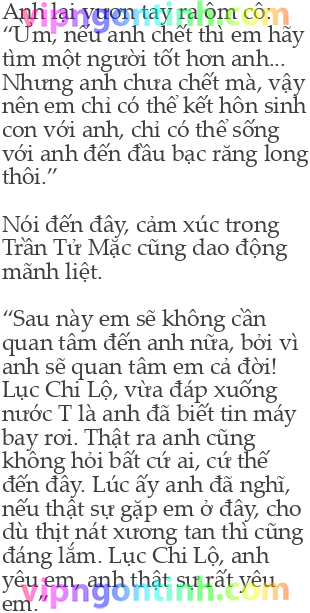 Anh lại vươn tay ra ôm cô:
“Ừm, nếu anh chết thì em hãy
tìm một người tốt hơn anh...
Nhưng anh chưa chết mà, vậy
nên em chỉ có thể kết hôn sinh
con với anh, chỉ có thể sống
với anh đến đầu bạc răng long
thôi.”
Nói đến đây, cảm xúc trong
Trần Tử Mặc cũng dao động
mãnh liệt.
“Sau này em sẽ không cần
quan tâm đến anh nữa, bởi vì
anh sẽ quan tâm em cả đời!
Lục Chi Lộ, vừa đáp xuống
nước T là anh đã biết tin máy
bay rơi. Thật ra anh cũng
không hỏi bất cứ ai, cứ thế
đến đây. Lúc ấy anh đã nghĩ,
nếu thật sự gặp em ở đây, cho
dù thịt nát xương tan thì cũng
đáng lắm. Lục Chi Lộ, anh
yêu em, anh thật sự rất yêu
em.”
vipngontinh.com
vipngontinh.com